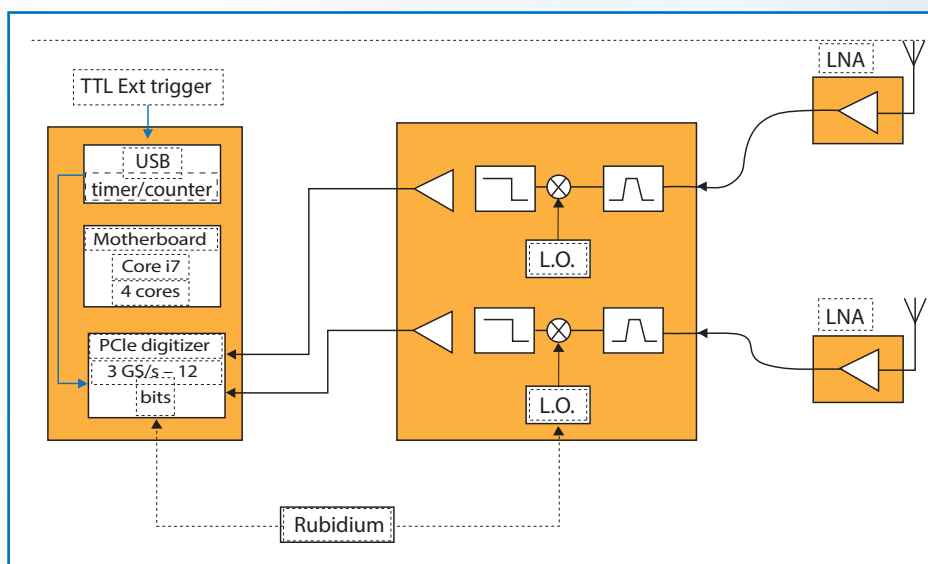 LNA
TTL Ext trigger
USB
timer/counter
Motherboard
Core i7
4 cores
L.O.
LNA
PCIe digitizer
3 GS/s – 12
bits
L.O.
Rubidium